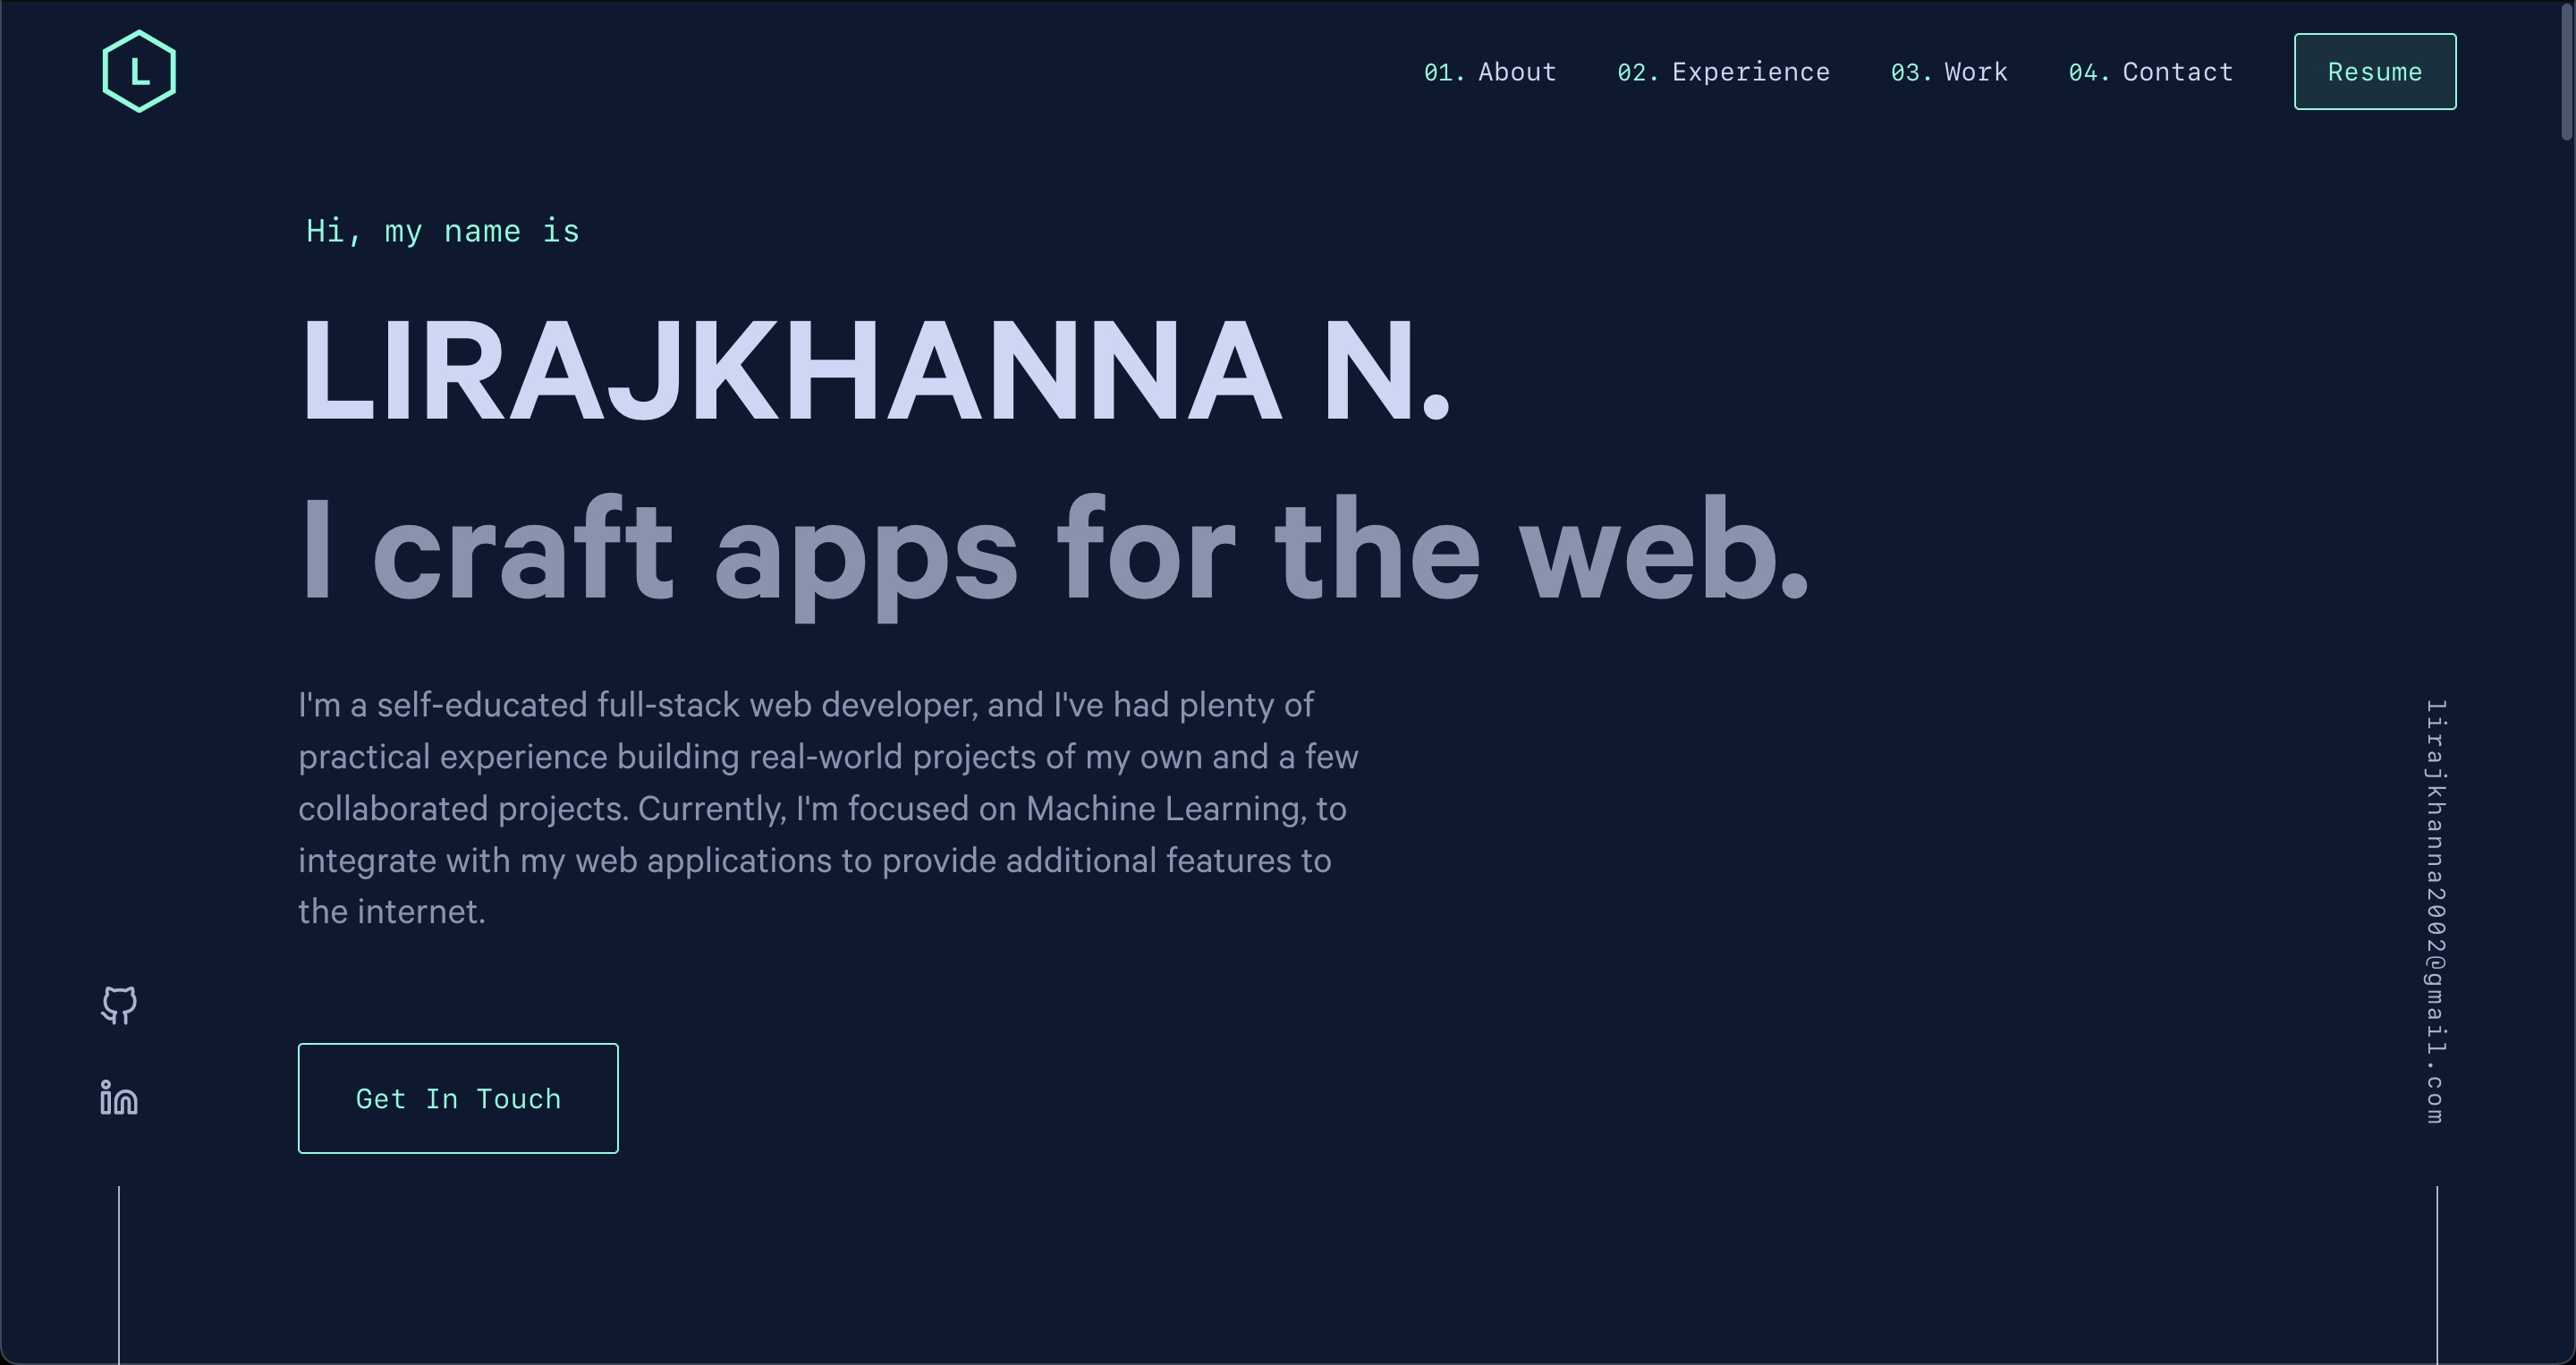 L
01. About 02. Experience 03. Work 04. Contact Resume
Hi, my name is
LIRAJKHANNA N.
I craft apps for the web.
I'm a self-educated full-stack web developer, and I've had plenty of
practical experience building real-world projects of my own and a few
collaborated projects. Currently, I'm focused on Machine Learning, to
integrate with my web applications to provide additional features to
the internet.
Get In Touch
in
lirajkhanna2002@gmail.com